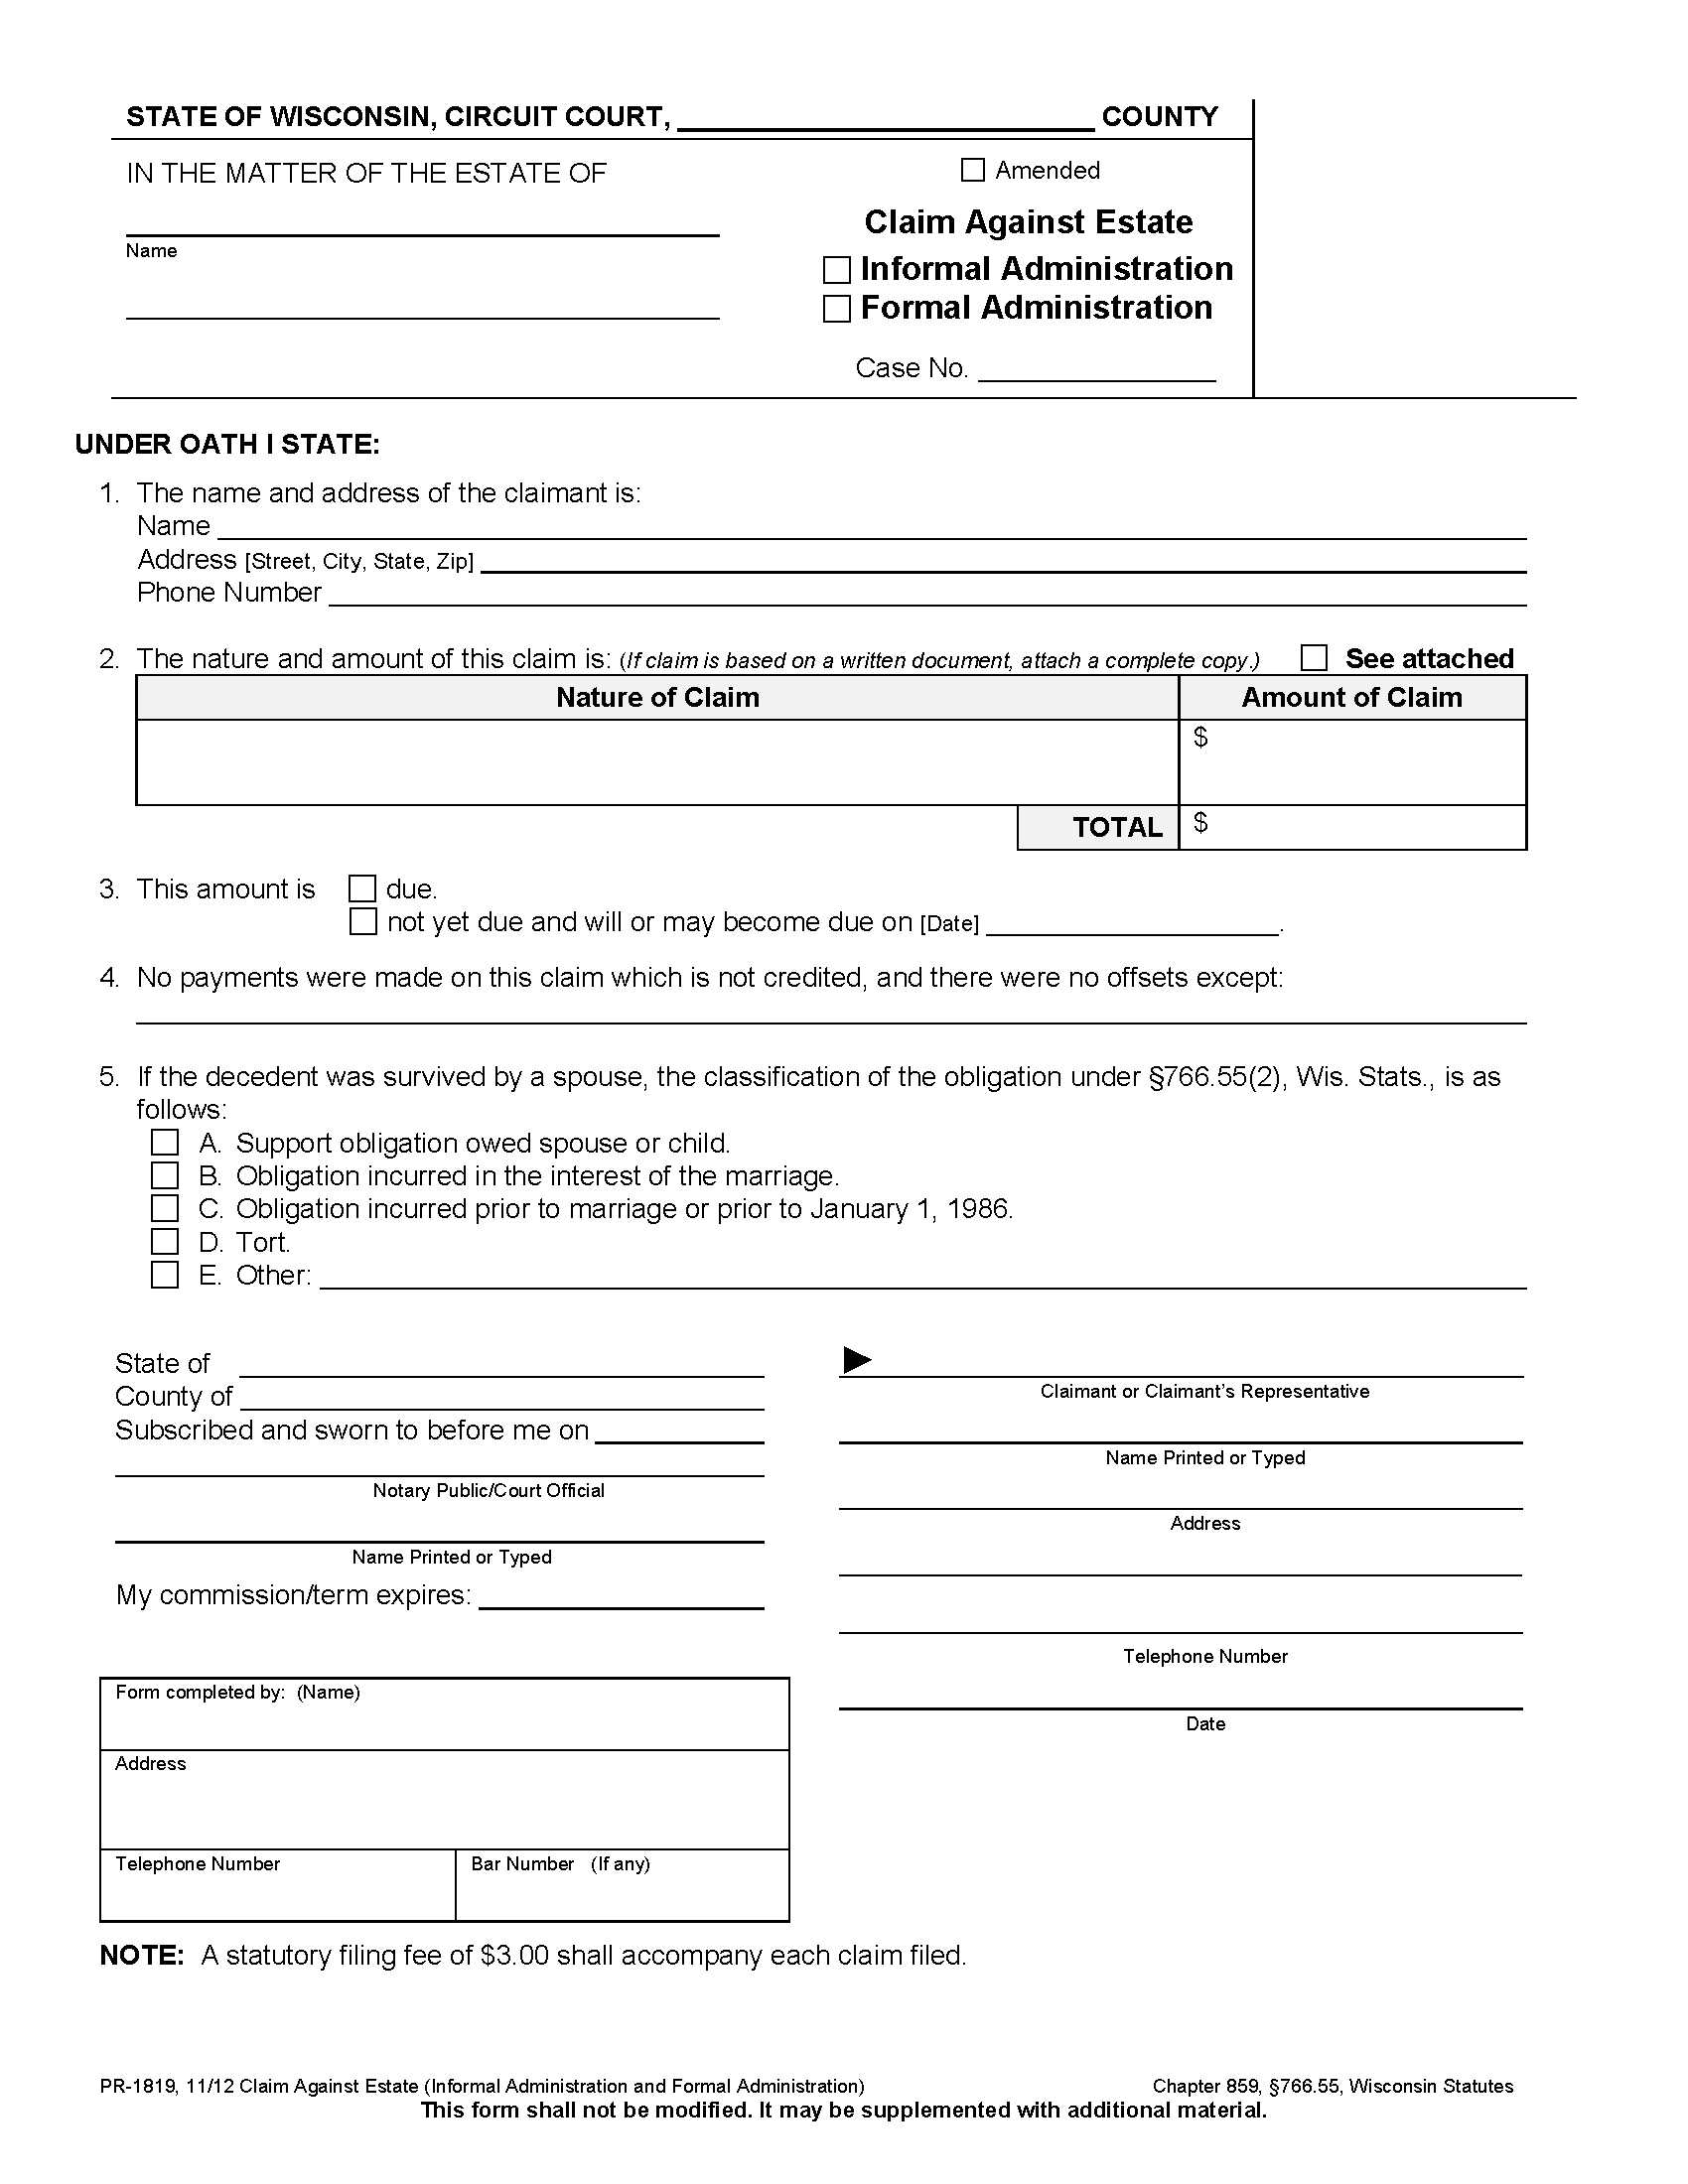 STATE OF WISCONSIN, CIRCUIT COURT, COUNTY
IN THE MATTER OF THE ESTATE OF
Name
Amended
Claim Against Estate
Informal Administration
Formal Administration
Case No.
UNDER OATH I STATE:
1. The name and address of the claimant is:
Name
Address [Street, City, State, Zip]
Phone Number
2. The nature and amount of this claim is: (If claim is based on a written document, attach a complete copy.) See attached
Nature of Claim Amount of Claim
$
TOTAL $
3. This amount is due.
not yet due and will or may become due on [Date] .
4. No payments were made on this claim which is not credited, and there were no offsets except:
5. If the decedent was survived by a spouse, the classification of the obligation under §766.55(2), Wis. Stats., is as
follows:
A. Support obligation owed spouse or child.
B. Obligation incurred in the interest of the marriage.
C. Obligation incurred prior to marriage or prior to January 1, 1986.
D. Tort.
E. Other:
State of
County of
Subscribed and sworn to before me on
Notary Public/Court Official
Name Printed or Typed
My commission/term expires:
Claimant or Claimant's Representative
Name Printed or Typed
Address
Telephone Number
Date
Form completed by: (Name)
Address
Telephone Number Bar Number (If any)
NOTE: A statutory filing fee of $3.00 shall accompany each claim filed.
PR-1819, 11/12 Claim Against Estate (Informal Administration and Formal Administration) Chapter 859, §766.55, Wisconsin Statutes
This form shall not be modified. It may be supplemented with additional material.